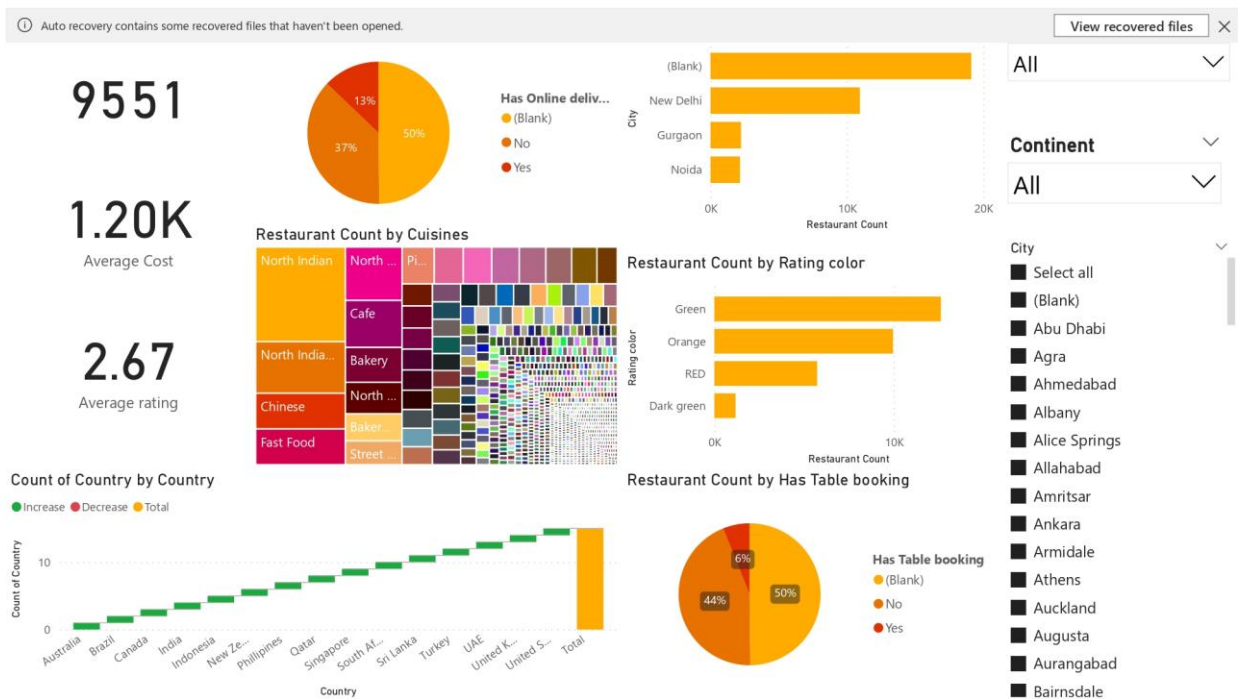 Auto recovery contains some recovered files that haven't been opened.
View recovered files
9551
1.20K
Average Cost
2.67
Average rating
13%
50%
37%
Has Online deliv...
(Blank)
No
Yes
City
(Blank)
New Delhi
Gurgaon
Noida
0K
10K
20K
Restaurant Count
All
Continent
All
Restaurant Count by Cuisines
North Indian
North India...
Chinese
Fast Food
North ...
Cafe
Bakery
North ...
Baker...
Street ...
Pi...
Restaurant Count by Rating color
Rating color
Green
Orange
RED
Dark green
0K
10K
Restaurant Count
City
Select all
(Blank)
Abu Dhabi
Agra
Ahmedabad
Albany
Alice Springs
Allahabad
Amritsar
Ankara
Armidale
Athens
Auckland
Augusta
Aurangabad
Bairnsdale
Count of Country by Country
Increase
Decrease
Total
Count of Country
10
0
Australia
Brazil
Canada
India
Indonesia
New Ze...
Phillipines
Qatar
Singapore
South Af...
Sri Lanka
Turkey
UAE
United K...
United S...
Total
Country
Restaurant Count by Has Table booking
6%
50%
44%
Has Table booking
(Blank)
No
Yes